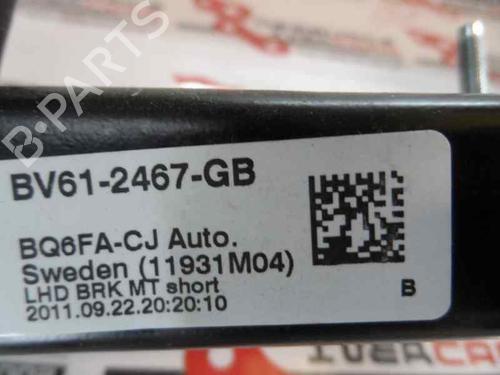 B-PARTS
BV61-2467-GB
BQ6FA-CJ Auto.
Sweden (11931M04)
LHD BRK MT short
2011.09.22.20:20:10
B